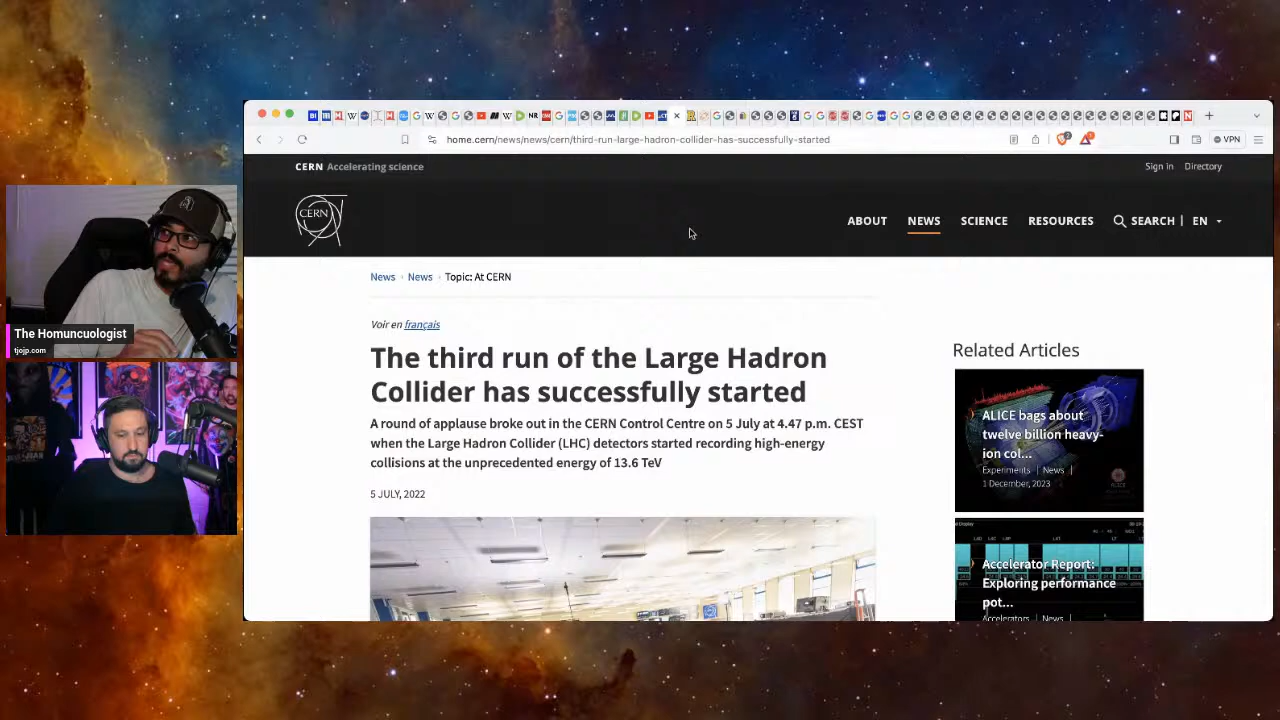 home.cern/news/news/cern/third-run-large-hadron-collider-has-successfully-started
VPN
CERN Accelerating science
Sign in
Directory
CERN
ABOUT
NEWS
SCIENCE
RESOURCES
SEARCH
EN
News
News
Topic: At CERN
Voir en français
The third run of the Large Hadron
Collider has successfully started
A round of applause broke out in the CERN Control Centre on 5 July at 4.47 p.m. CEST
when the Large Hadron Collider (LHC) detectors started recording high-energy
collisions at the unprecedented energy of 13.6 TeV
5 JULY, 2022
Related Articles
ALICE bags about
twelve billion heavy-
ion col...
Experiments | News |
1 December, 2023
ALICE
Accelerator Report:
Exploring performance
pot...
Accelerators | News |
The Homuncuologist
tjojp.com